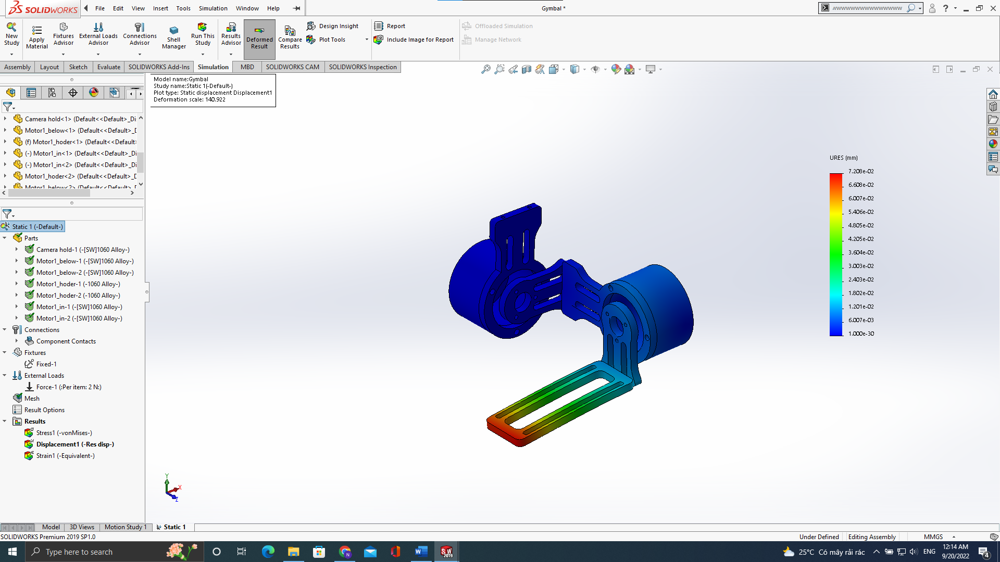 SOLIDWORKS
File Edit View Insert Tools Simulation Window Help
Gymbal *
wwwwwwwwwwwwwwww
New Study
Apply Material
Fixtures Advisor
External Loads Advisor
Connections Advisor
Shell Manager
Run This Study
Results Advisor
Deformed Result
Compare Results
Design Insight
Plot Tools
Report
Include Image for Report
Offloaded Simulation
Manage Network
Assembly Layout Sketch Evaluate SOLIDWORKS Add-Ins Simulation MBD SOLIDWORKS CAM SOLIDWORKS Inspection
Model name:Gymbal
Study name:Static 1(-Default-)
Plot type: Static displacement Displacement1
Deformation scale: 140.922
Camera hold<1> (Default<<Default>_Di
Motor1_below<1> (Default<<Default>_D
(f) Motor1_hoder<1> (Default<<Default>
(-) Motor1_in<1> (Default<<Default>_Di
(-) Motor1_in<2> (Default<<Default>_Di
Motor1_hoder<2> (Default<<Default>_D
Motor1_below<2> (Default<<Default>_D
Static 1 (-Default-)
Parts
Camera hold-1 (-[SW]1060 Alloy-)
Motor1_below-1 (-[SW]1060 Alloy-)
Motor1_below-2 (-[SW]1060 Alloy-)
Motor1_hoder-1 (-1060 Alloy-)
Motor1_hoder-2 (-1060 Alloy-)
Motor1_in-1 (-[SW]1060 Alloy-)
Motor1_in-2 (-[SW]1060 Alloy-)
Connections
Component Contacts
Fixtures
Fixed-1
External Loads
Force-1 (:Per item: 2 N:)
Mesh
Result Options
Results
Stress1 (-vonMises-)
Displacement1 (-Res disp-)
Strain1 (-Equivalent-)
URES (mm)
7.208e-02
6.608e-02
6.007e-02
5.406e-02
4.805e-02
4.205e-02
3.604e-02
3.003e-02
2.403e-02
1.802e-02
1.201e-02
6.007e-03
1.000e-30
Y
X
Z
Model 3D Views Motion Study 1 Static 1
SOLIDWORKS Premium 2019 SP1.0
Under Defined Editing Assembly MMGS
Type here to search
25°C Có mây rải rác
ENG
12:14 AM
9/20/2022
4